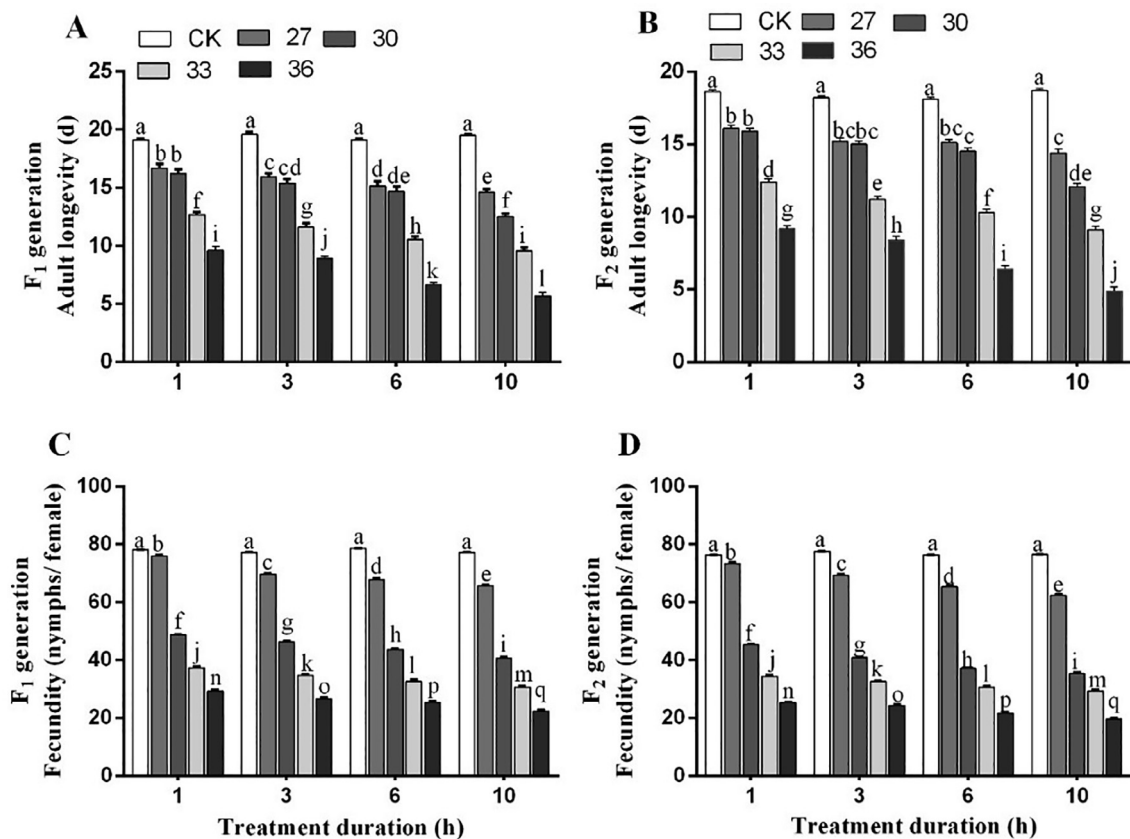 A
CK 27 30
33 36
F1 generation
Adult longevity (d)
25
20
15
10
5
0
a b b f i
a c cd g j
a d de h k
a e f i l
1 3 6 10
B
CK 27 30
33 36
F2 generation
Adult longevity (d)
20
15
10
5
0
a b b d g
a bc bc e h
a bc c f i
a c de g j
1 3 6 10
C
F1 generation
Fecundity (nymphs/ female)
100
80
60
40
20
0
a b f j n
a c g k o
a d h l p
a e i m q
1 3 6 10
Treatment duration (h)
D
F2 generation
Fecundity (nymphs/ female)
100
80
60
40
20
0
a b f j n
a c g k o
a d h l p
a e i m q
1 3 6 10
Treatment duration (h)